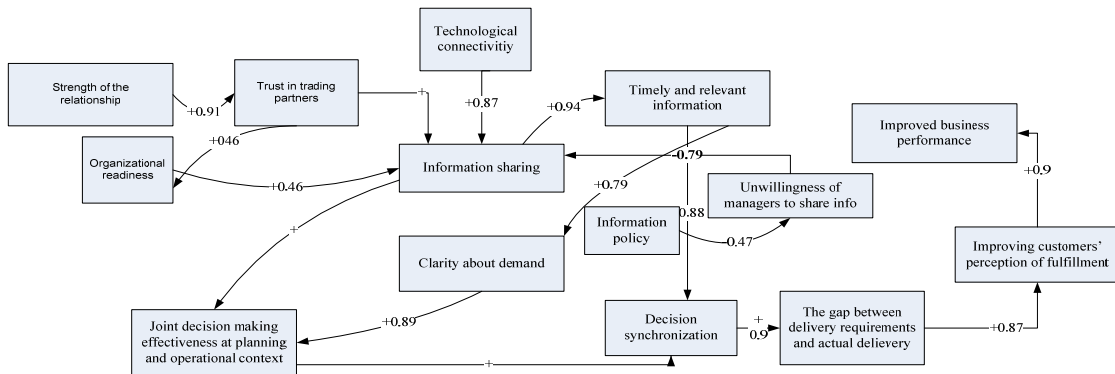 Technological
connectivitiy
Strength of the
relationship
+0.91
Trust in trading
partners
+
+0.87
+0.94
Timely and relevant
information
Improved business
performance
+046
Organizational
readiness
+0.46
Information sharing
-0.79
+0.79
0.88
Unwillingness of
managers to share info
+0.9
Information
policy
-0.47
+
Clarity about demand
Improving customers’
perception of fulfillment
+0.89
Joint decision making
effectiveness at planning
and operational context
+
Decision
synchronization
+
0.9
The gap between
delivery requirements
and actual delievery
+0.87